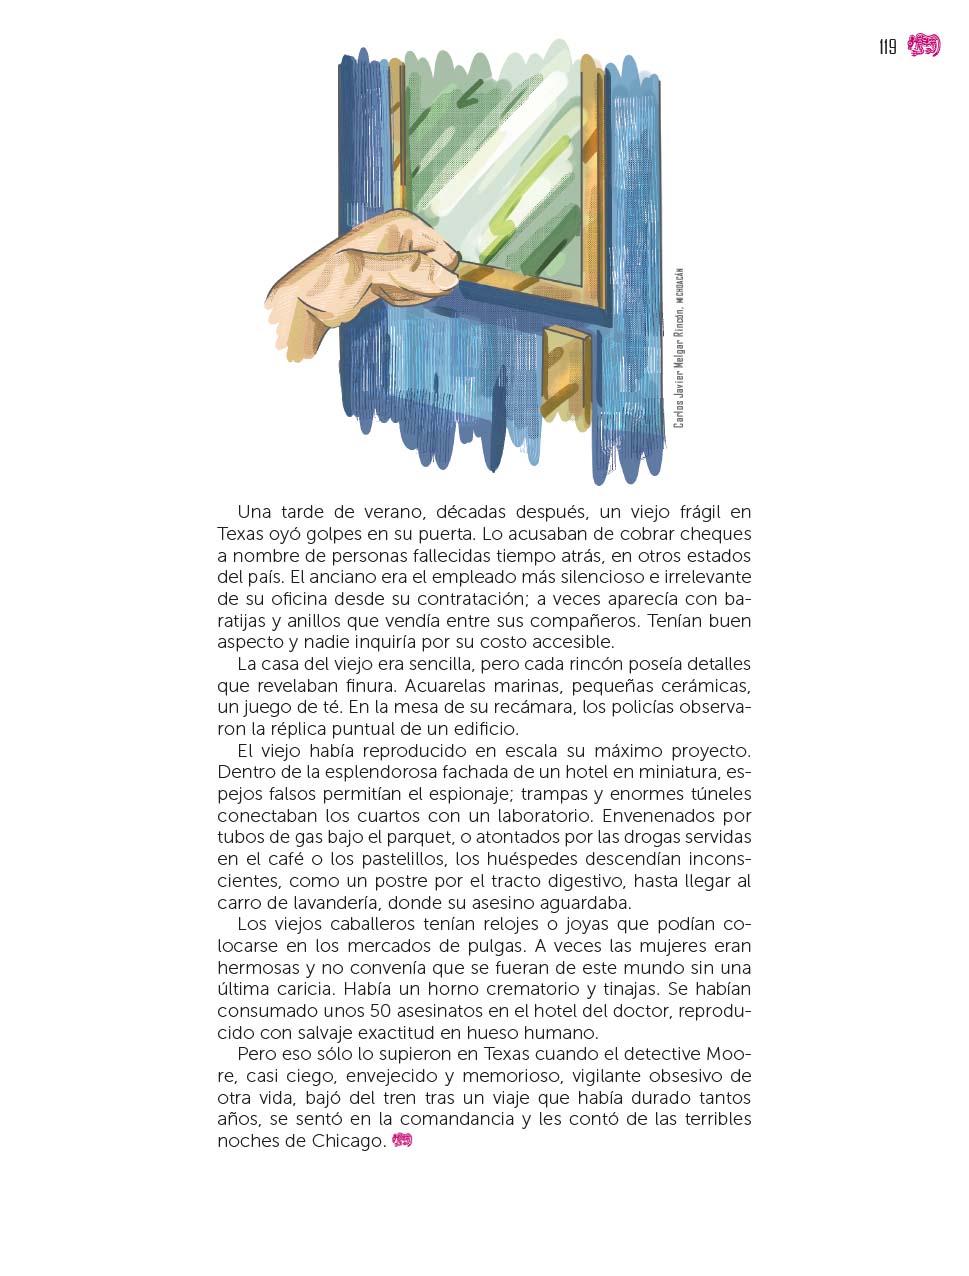 119
Carlos Javier Melgar Rincón, MICHOACÁN
Una tarde de verano, décadas después, un viejo frágil en
Texas oyó golpes en su puerta. Lo acusaban de cobrar cheques
a nombre de personas fallecidas tiempo atrás, en otros estados
del país. El anciano era el empleado más silencioso e irrelevante
de su oficina desde su contratación; a veces aparecía con ba-
ratijas y anillos que vendía entre sus compañeros. Tenían buen
aspecto y nadie inquiría por su costo accesible.
La casa del viejo era sencilla, pero cada rincón poseía detalles
que revelaban finura. Acuarelas marinas, pequeñas cerámicas,
un juego de té. En la mesa de su recámara, los policías observa-
ron la réplica puntual de un edificio.
El viejo había reproducido en escala su máximo proyecto.
Dentro de la esplendorosa fachada de un hotel en miniatura, es-
pejos falsos permitían el espionaje; trampas y enormes túneles
conectaban los cuartos con un laboratorio. Envenenados por
tubos de gas bajo el parquet, o atontados por las drogas servidas
en el café o los pastelillos, los huéspedes descendían incons-
cientes, como un postre por el tracto digestivo, hasta llegar al
carro de lavandería, donde su asesino aguardaba.
Los viejos caballeros tenían relojes o joyas que podían co-
locarse en los mercados de pulgas. A veces las mujeres eran
hermosas y no convenía que se fueran de este mundo sin una
última caricia. Había un horno crematorio y tinajas. Se habían
consumado unos 50 asesinatos en el hotel del doctor, reprodu-
cido con salvaje exactitud en hueso humano.
Pero eso sólo lo supieron en Texas cuando el detective Moo-
re, casi ciego, envejecido y memorioso, vigilante obsesivo de
otra vida, bajó del tren tras un viaje que había durado tantos
años, se sentó en la comandancia y les contó de las terribles
noches de Chicago.